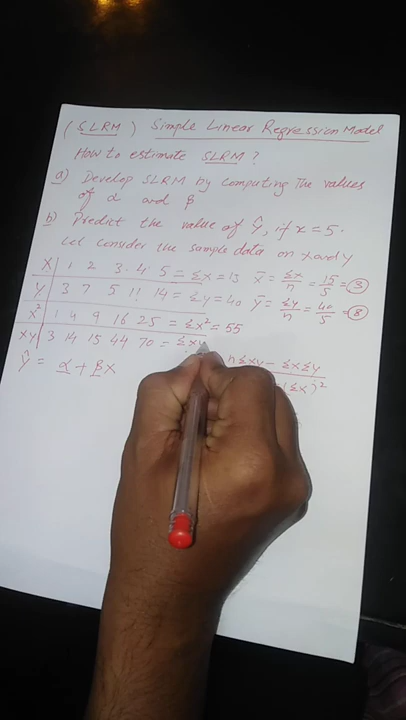 (SLRM) Simple Linear Regression Model
How to estimate SLRM?
a) Develop SLRM by computing the values
of α and β
b) Predict the value of Ŷ, if x = 5.
Let consider the sample data on X and Y
X 1 2 3 4 5 = Σx = 13 X̄ = Σx/n = 15/5 = 3
Y 3 7 5 11 14 = Σy = 40 Ȳ = Σy/n = 40/5 = 8
X² 1 4 9 16 25 = Σx² = 55
XY 3 14 15 44 70 = Σxy
Ŷ = α + βx
nΣxy - ΣxΣy
(Σx)²